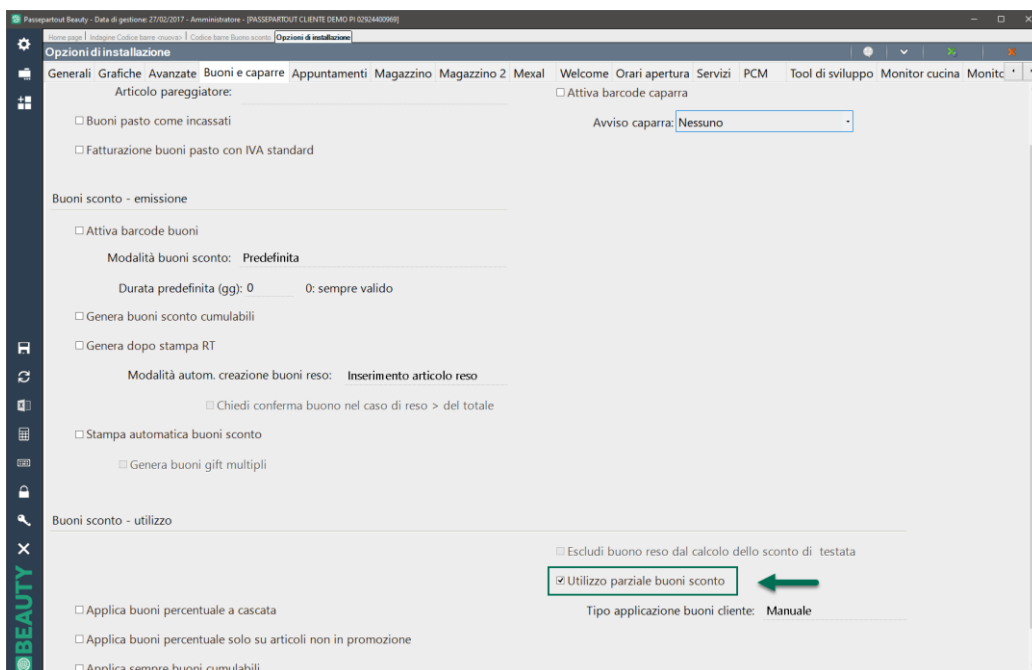 Passepartout Beauty - Data di gestione: 27/02/2017 - Amministratore - [PASSEPARTOUT CLIENTE DEMO PI 02924400969]
Home page | Indagine Codice barre <nuova> | Codice barre Buono sconto | Opzioni di installazione
Opzioni di installazione
Generali Grafiche Avanzate Buoni e caparre Appuntamenti Magazzino Magazzino 2 Mexal Welcome Orari apertura Servizi PCM Tool di sviluppo Monitor cucina Monitc
Articolo pareggiatore:
Attiva barcode caparra
Buoni pasto come incassati
Avviso caparra: Nessuno
Fatturazione buoni pasto con IVA standard
Buoni sconto - emissione
Attiva barcode buoni
Modalità buoni sconto: Predefinita
Durata predefinita (gg): 0 0: sempre valido
Genera buoni sconto cumulabili
Genera dopo stampa RT
Modalità autom. creazione buoni reso: Inserimento articolo reso
Chiedi conferma buono nel caso di reso > del totale
Stampa automatica buoni sconto
Genera buoni gift multipli
Buoni sconto - utilizzo
Escludi buono reso dal calcolo dello sconto di testata
Utilizzo parziale buoni sconto
Applica buoni percentuale a cascata
Tipo applicazione buoni cliente: Manuale
Applica buoni percentuale solo su articoli non in promozione
Applica sempre buoni cumulabili
BEAUTY